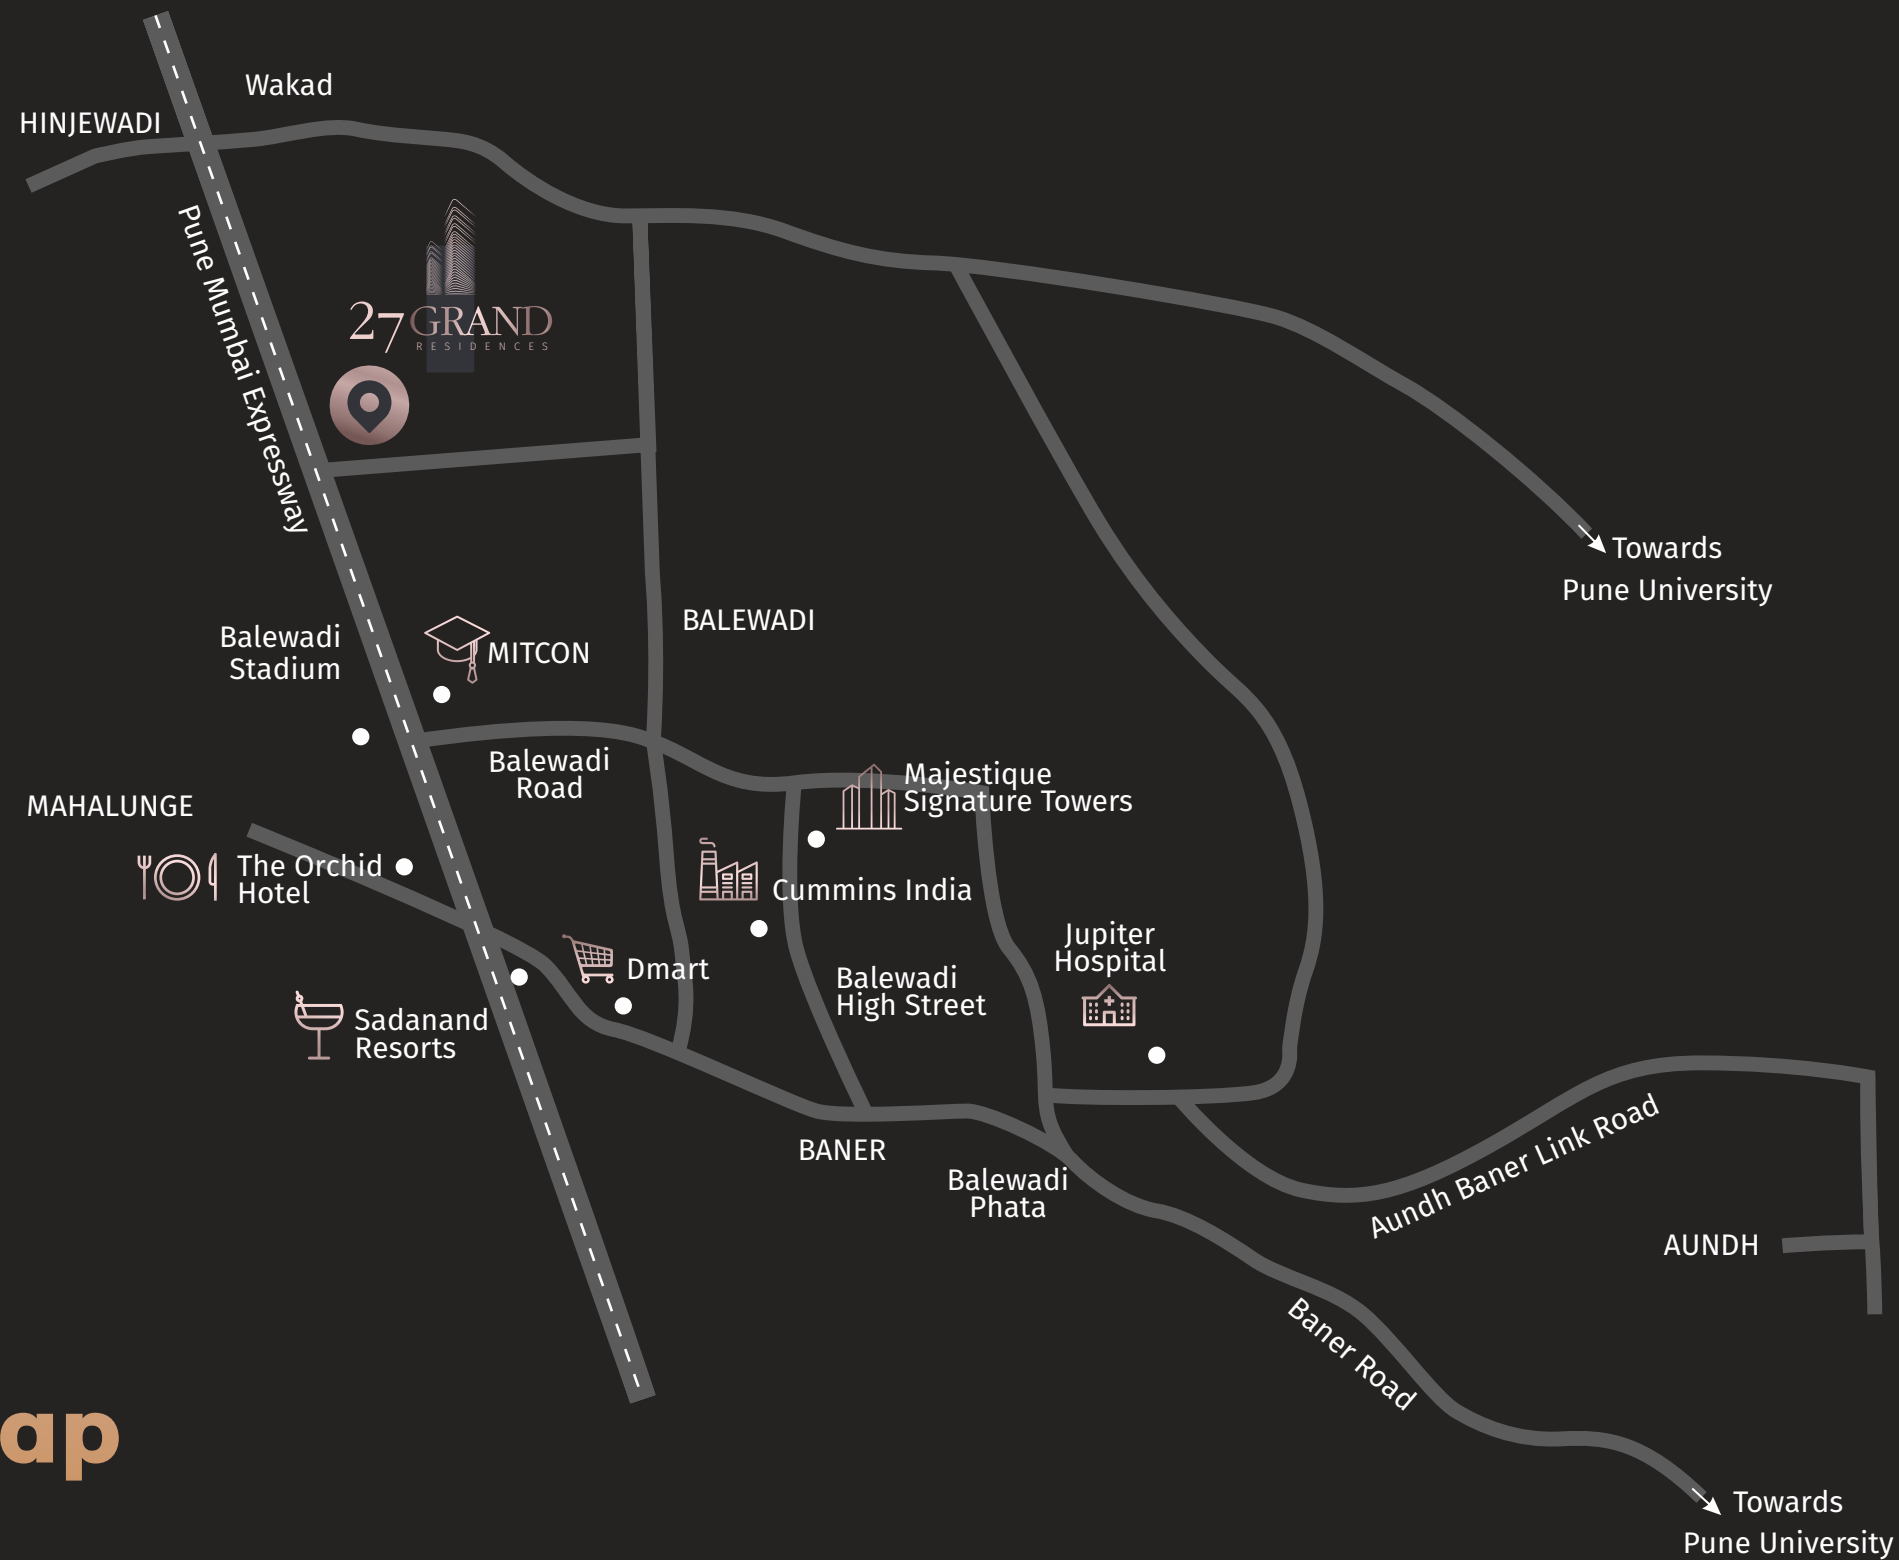 Wakad
HINJEWADI
Pune Mumbai Expressway
27 GRAND
RESIDENCES
Towards
Pune University
BALEWADI
Balewadi
Stadium
MITCON
Balewadi
Road
Majestique
Signature Towers
MAHALUNGE
The Orchid
Hotel
Cummins India
Jupiter
Hospital
Dmart
Balewadi
High Street
Sadanand
Resorts
BANER
Balewadi
Phata
Aundh Baner Link Road
AUNDH
Baner Road
ap
Towards
Pune University